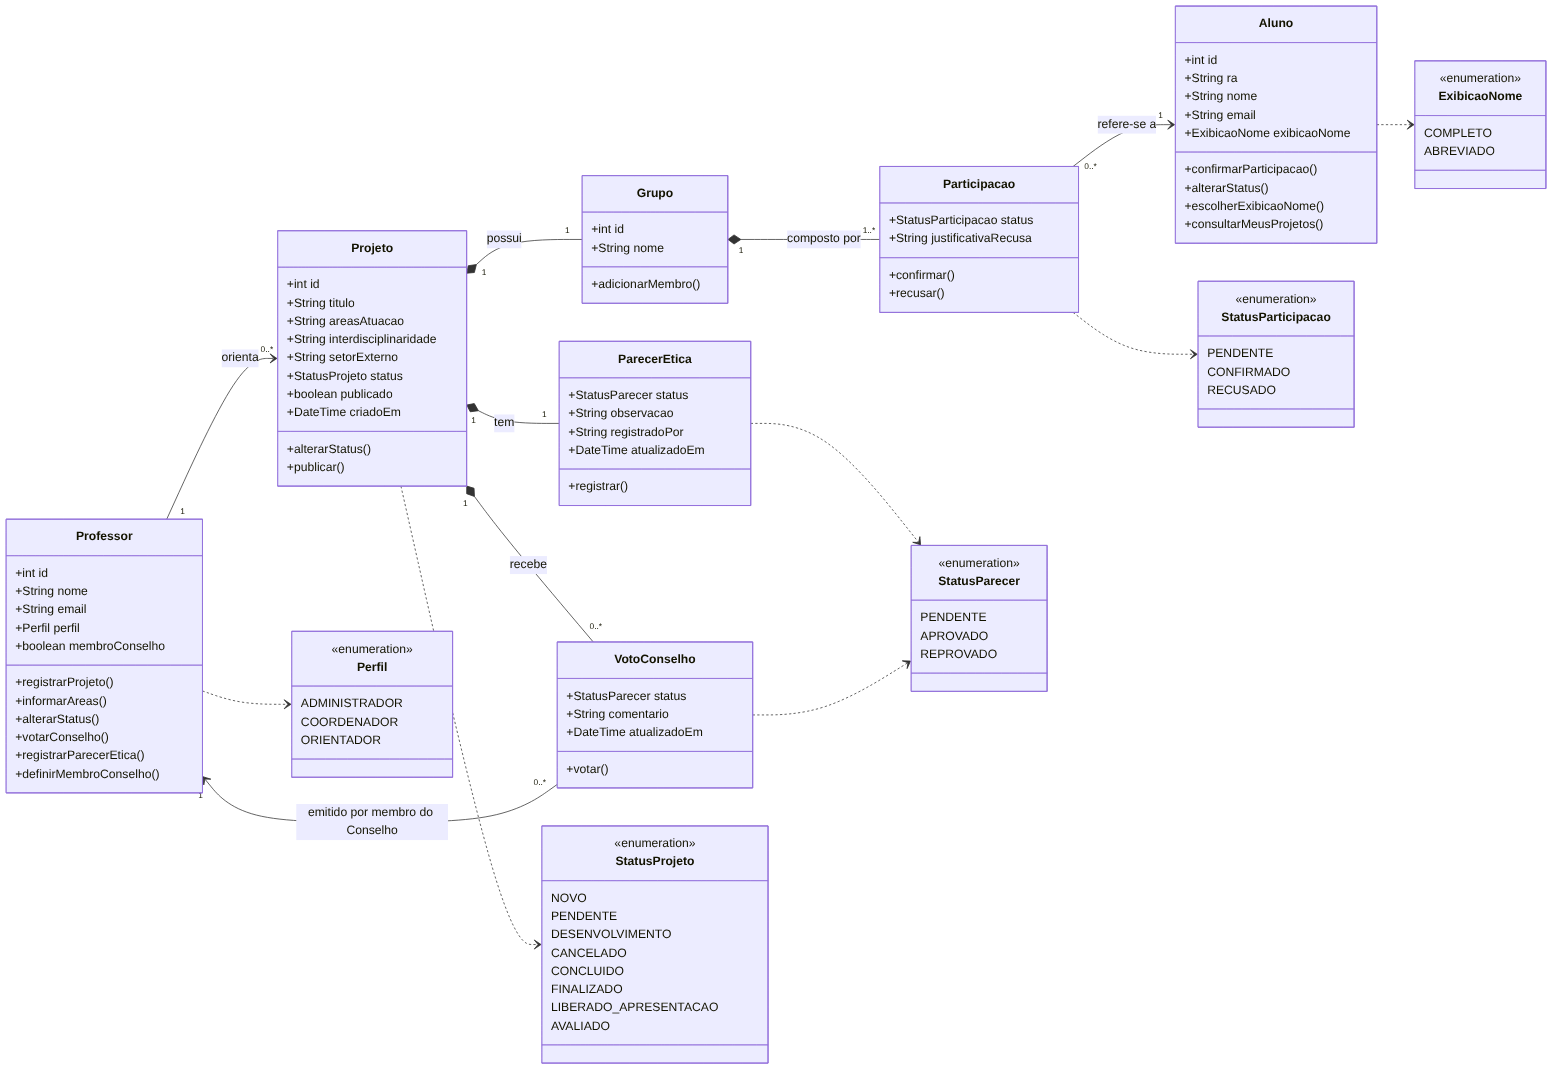 Aluno
+int id
+String ra
+String nome
+String email
+ExibicaoNome exibicaoNome
+confirmarParticipacao()
+alterarStatus()
+escolherExibicaoNome()
+consultarMeusProjetos()
«enumeration»
ExibicaoNome
COMPLETO
ABREVIADO
refere-se a
1
0..*
Participacao
+StatusParticipacao status
+String justificativaRecusa
+confirmar()
+recusar()
Grupo
+int id
+String nome
+adicionarMembro()
composto por
1
1..*
possui
1
1
Projeto
+int id
+String titulo
+String areasAtuacao
+String interdisciplinaridade
+String setorExterno
+StatusProjeto status
+boolean publicado
+DateTime criadoEm
+alterarStatus()
+publicar()
«enumeration»
StatusParticipacao
PENDENTE
CONFIRMADO
RECUSADO
orienta
0..*
1
tem
1
1
ParecerEtica
+StatusParecer status
+String observacao
+String registradoPor
+DateTime atualizadoEm
+registrar()
recebe
1
0..*
Professor
+int id
+String nome
+String email
+Perfil perfil
+boolean membroConselho
+registrarProjeto()
+informarAreas()
+alterarStatus()
+votarConselho()
+registrarParecerEtica()
+definirMembroConselho()
«enumeration»
Perfil
ADMINISTRADOR
COORDENADOR
ORIENTADOR
VotoConselho
+StatusParecer status
+String comentario
+DateTime atualizadoEm
+votar()
«enumeration»
StatusParecer
PENDENTE
APROVADO
REPROVADO
1
0..*
emitido por membro do
Conselho
«enumeration»
StatusProjeto
NOVO
PENDENTE
DESENVOLVIMENTO
CANCELADO
CONCLUIDO
FINALIZADO
LIBERADO_APRESENTACAO
AVALIADO